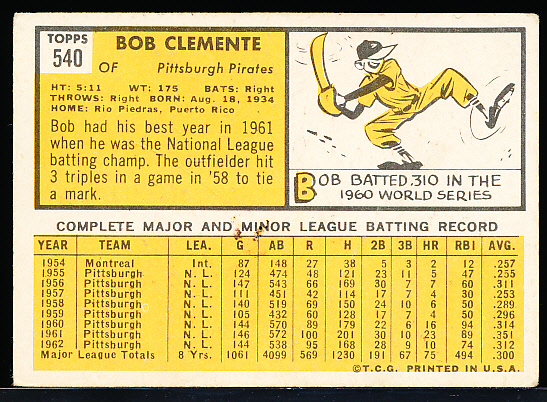 TOPPS
540
BOB CLEMENTE
OF Pittsburgh Pirates
HT: 5:11 WT: 175 BATS: Right
THROWS: Right BORN: Aug. 18, 1934
HOME: Rio Piedras, Puerto Rico
Bob had his best year in 1961
when he was the National League
batting champ. The outfielder hit
3 triples in a game in '58 to tie
a mark.
BOB BATTED .310 IN THE
1960 WORLD SERIES
COMPLETE MAJOR AND MINOR LEAGUE BATTING RECORD
YEAR TEAM LEA. G AB R H 2B 3B HR RBI AVG.
1954 Montreal Int. 87 148 27 38 5 3 2 12 .257
1955 Pittsburgh N. L. 124 474 48 121 23 11 5 47 .255
1956 Pittsburgh N. L. 147 543 66 169 30 7 7 60 .311
1957 Pittsburgh N. L. 111 451 42 114 17 7 4 30 .253
1958 Pittsburgh N. L. 140 519 69 150 24 10 6 50 .289
1959 Pittsburgh N. L. 105 432 60 128 17 7 4 50 .296
1960 Pittsburgh N. L. 144 570 89 179 22 6 16 94 .314
1961 Pittsburgh N. L. 146 572 100 201 30 10 23 89 .351
1962 Pittsburgh N. L. 144 538 95 168 28 9 10 74 .312
Major League Totals 8 Yrs. 1061 4099 569 1230 191 67 75 494 .300
©T.C.G. PRINTED IN U.S.A.